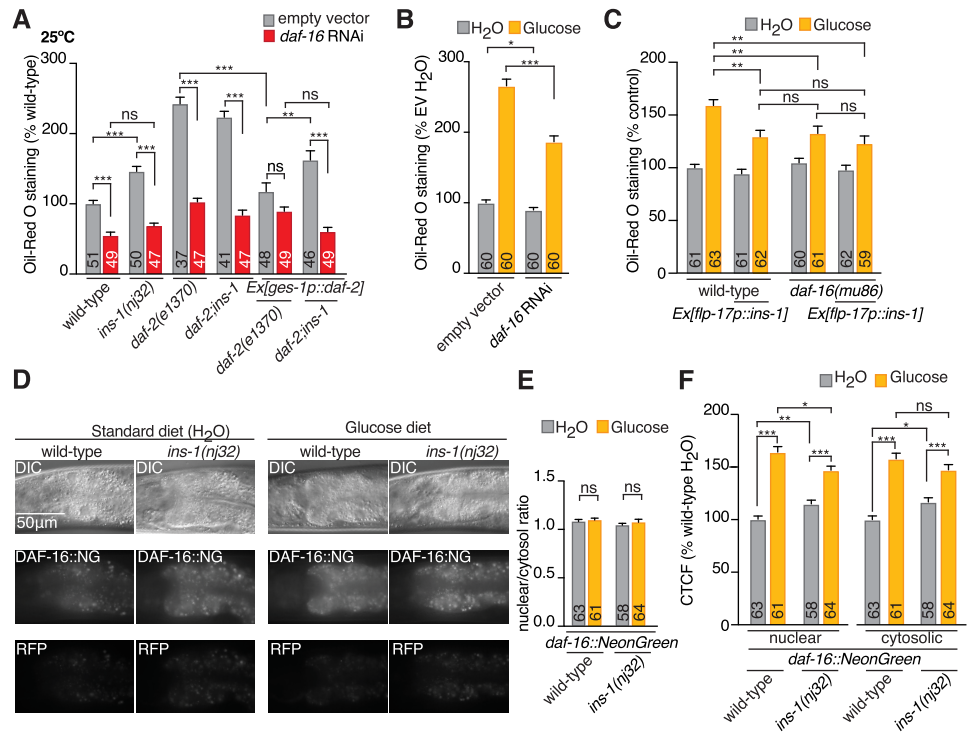 A
25ºC
empty vector
daf-16 RNAi
Oil-Red O staining (% wild-type)
300
200
100
0
***
***
ns
***
***
***
***
ns
**
ns
***
51
49
50
47
37
47
41
47
48
49
46
49
wild-type
ins-1(nj32)
daf-2(e1370)
daf-2;ins-1
Ex[ges-1p::daf-2]
daf-2(e1370)
daf-2;ins-1
B
H2O
Glucose
Oil-Red O staining (% EV H2O)
300
200
100
0
*
***
60
60
60
60
empty vector
daf-16 RNAi
C
H2O
Glucose
Oil-Red O staining (% control)
200
150
100
50
0
**
**
**
ns
ns
ns
61
63
61
62
60
61
62
59
wild-type
daf-16(mu86)
Ex[flp-17p::ins-1]
Ex[flp-17p::ins-1]
D
Standard diet (H2O)
Glucose diet
wild-type
ins-1(nj32)
wild-type
ins-1(nj32)
DIC
DIC
DIC
DIC
50µm
DAF-16::NG
DAF-16::NG
DAF-16::NG
DAF-16:NG
RFP
RFP
RFP
RFP
E
H2O
Glucose
nuclear/cytosol ratio
1.5
1.0
0.5
0.0
ns
ns
63
61
58
64
daf-16::NeonGreen
wild-type
ins-1(nj32)
F
H2O
Glucose
CTCF (% wild-type H2O)
200
150
100
50
0
*
**
***
***
ns
*
***
***
63
61
58
64
63
61
58
64
nuclear
cytosolic
daf-16::NeonGreen
wild-type
ins-1(nj32)
wild-type
ins-1(nj32)